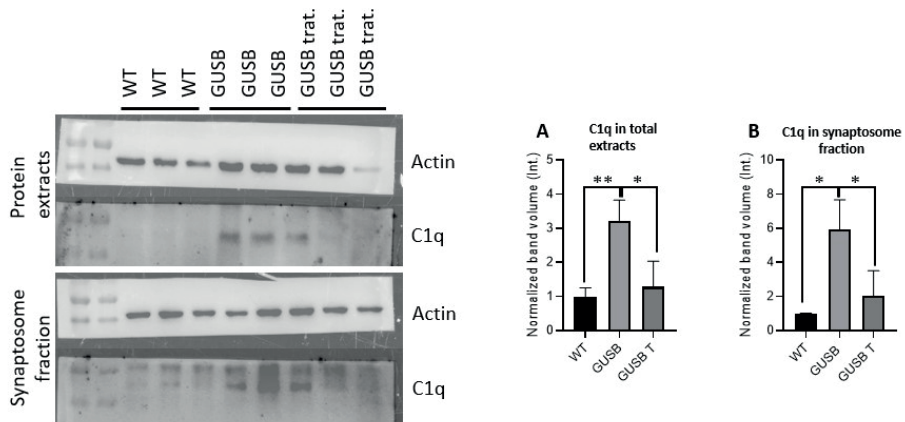 WT
WT
WT
GUSB
GUSB
GUSB
GUSB trat.
GUSB trat.
GUSB trat.
Protein
extracts
Actin
C1q
Synaptosome
fraction
Actin
C1q
A
C1q in total
extracts
Normalized band volume (Int.)
5
4
3
2
1
0
** *
WT
GUSB
GUSB T
B
C1q in synaptosome
fraction
Normalized band volume (Int.)
10
8
6
4
2
0
* *
WT
GUSB
GUSB T